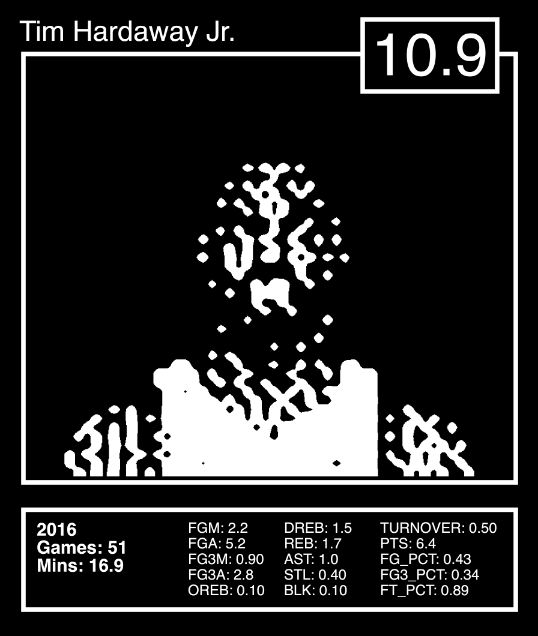 Tim Hardaway Jr.
10.9
2016
Games: 51
Mins: 16.9
FGM: 2.2
FGA: 5.2
FG3M: 0.90
FG3A: 2.8
OREB: 0.10
DREB: 1.5
REB: 1.7
AST: 1.0
STL: 0.40
BLK: 0.10
TURNOVER: 0.50
PTS: 6.4
FG_PCT: 0.43
FG3_PCT: 0.34
FT_PCT: 0.89